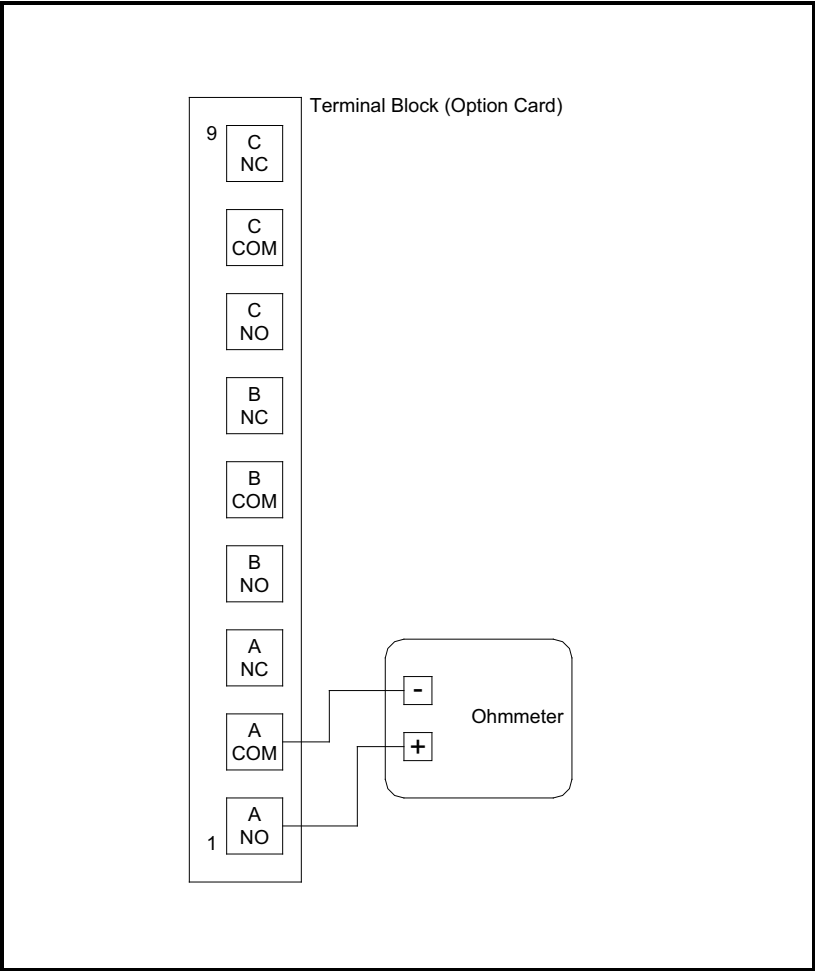 Terminal Block (Option Card)
9
C
NC
C
COM
C
NO
B
NC
B
COM
B
NO
A
NC
A
COM
1
A
NO
-
+
Ohmmeter